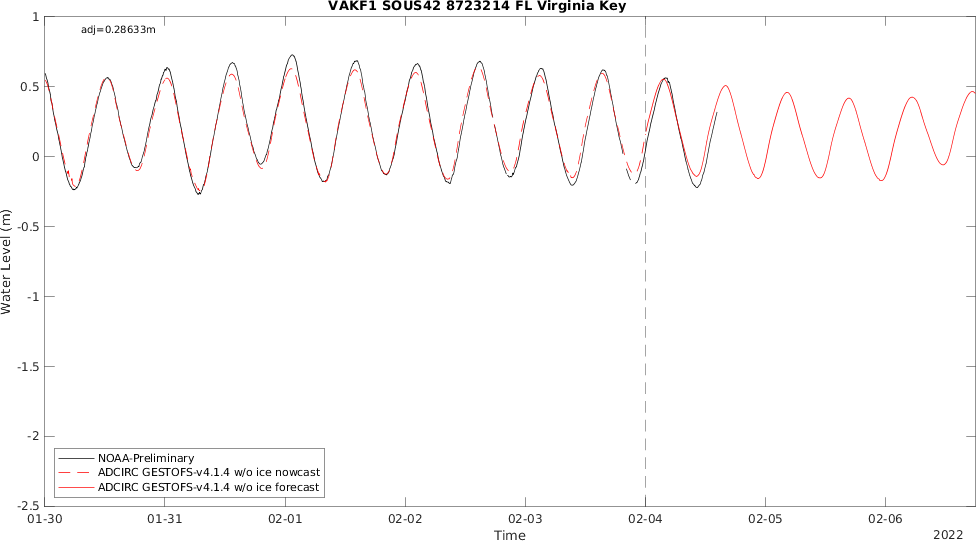 VAKF1 SOUS42 8723214 FL Virginia Key
adj=0.28633m
1
0.5
0
-0.5
-1
-1.5
-2
-2.5
Water Level (m)
NOAA-Preliminary
ADCIRC GESTOFS-v4.1.4 w/o ice nowcast
ADCIRC GESTOFS-v4.1.4 w/o ice forecast
01-30 01-31 02-01 02-02 02-03 02-04 02-05 02-06
Time
2022